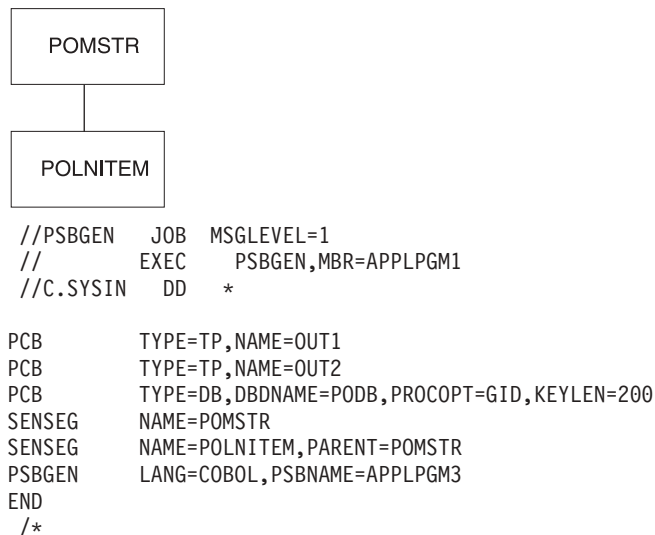 POMSTR
POLNITEM
//PSBGEN   JOB  MSGLEVEL=1
//         EXEC   PSBGEN,MBR=APPLPGM1
//C.SYSIN   DD   *
PCB        TYPE=TP,NAME=OUT1
PCB        TYPE=TP,NAME=OUT2
PCB        TYPE=DB,DBDNAME=PODB,PROCOPT=GID,KEYLEN=200
SENSEG     NAME=POMSTR
SENSEG     NAME=POLNITEM,PARENT=POMSTR
PSBGEN     LANG=COBOL,PSBNAME=APPLPGM3
END
/*